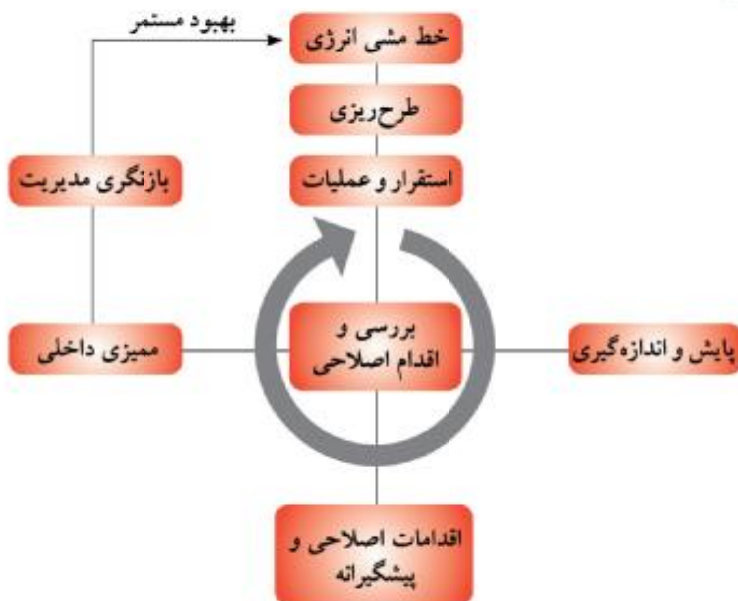 بهبود مستمر
خط مشی انرژی
طرح‌ریزی
بازنگری مدیریت
استقرار و عملیات
ممیزی داخلی
بررسی و
اقدام اصلاحی
پایش و اندازه‌گیری
اقدامات اصلاحی و
پیشگیرانه